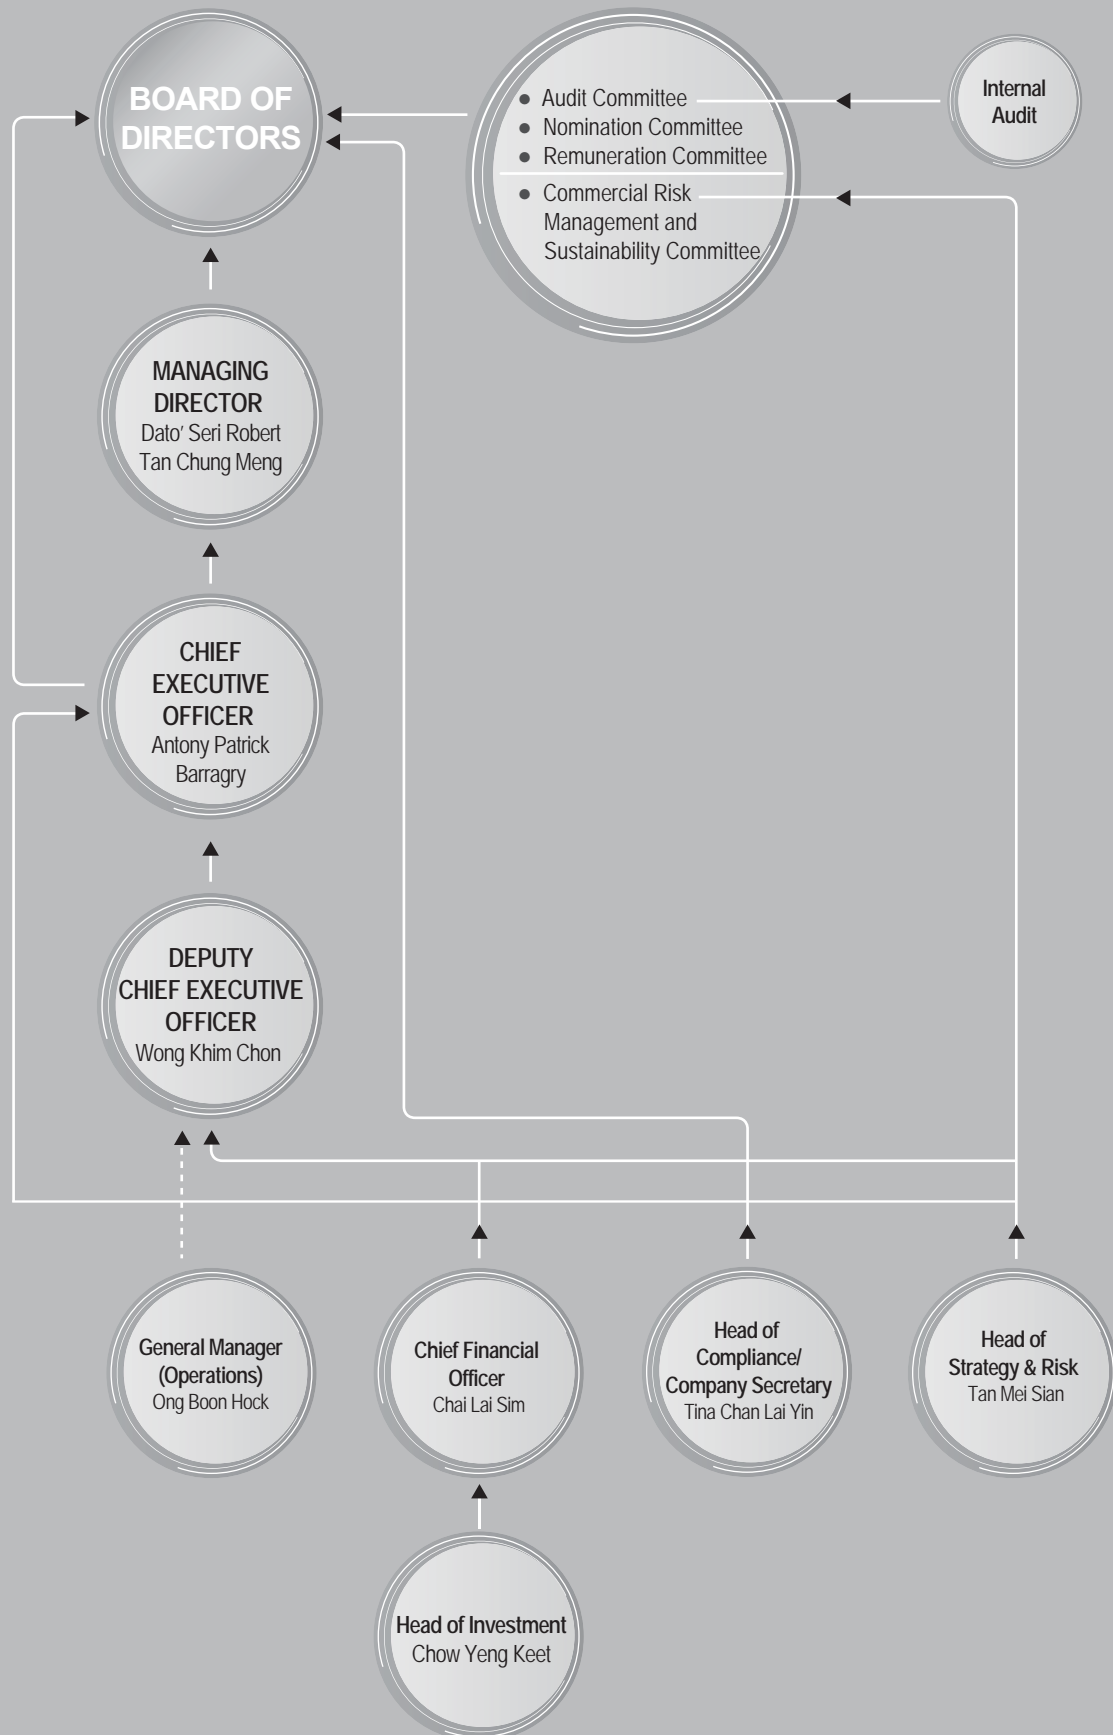 BOARD OF
DIRECTORS
● Audit Committee
● Nomination Committee
● Remuneration Committee
● Commercial Risk
Management and
Sustainability Committee
Internal
Audit
MANAGING
DIRECTOR
Dato’ Seri Robert
Tan Chung Meng
CHIEF
EXECUTIVE
OFFICER
Antony Patrick
Barragry
DEPUTY
CHIEF EXECUTIVE
OFFICER
Wong Khim Chon
General Manager
(Operations)
Ong Boon Hock
Chief Financial
Officer
Chai Lai Sim
Head of
Compliance/
Company Secretary
Tina Chan Lai Yin
Head of
Strategy & Risk
Tan Mei Sian
Head of Investment
Chow Yeng Keet